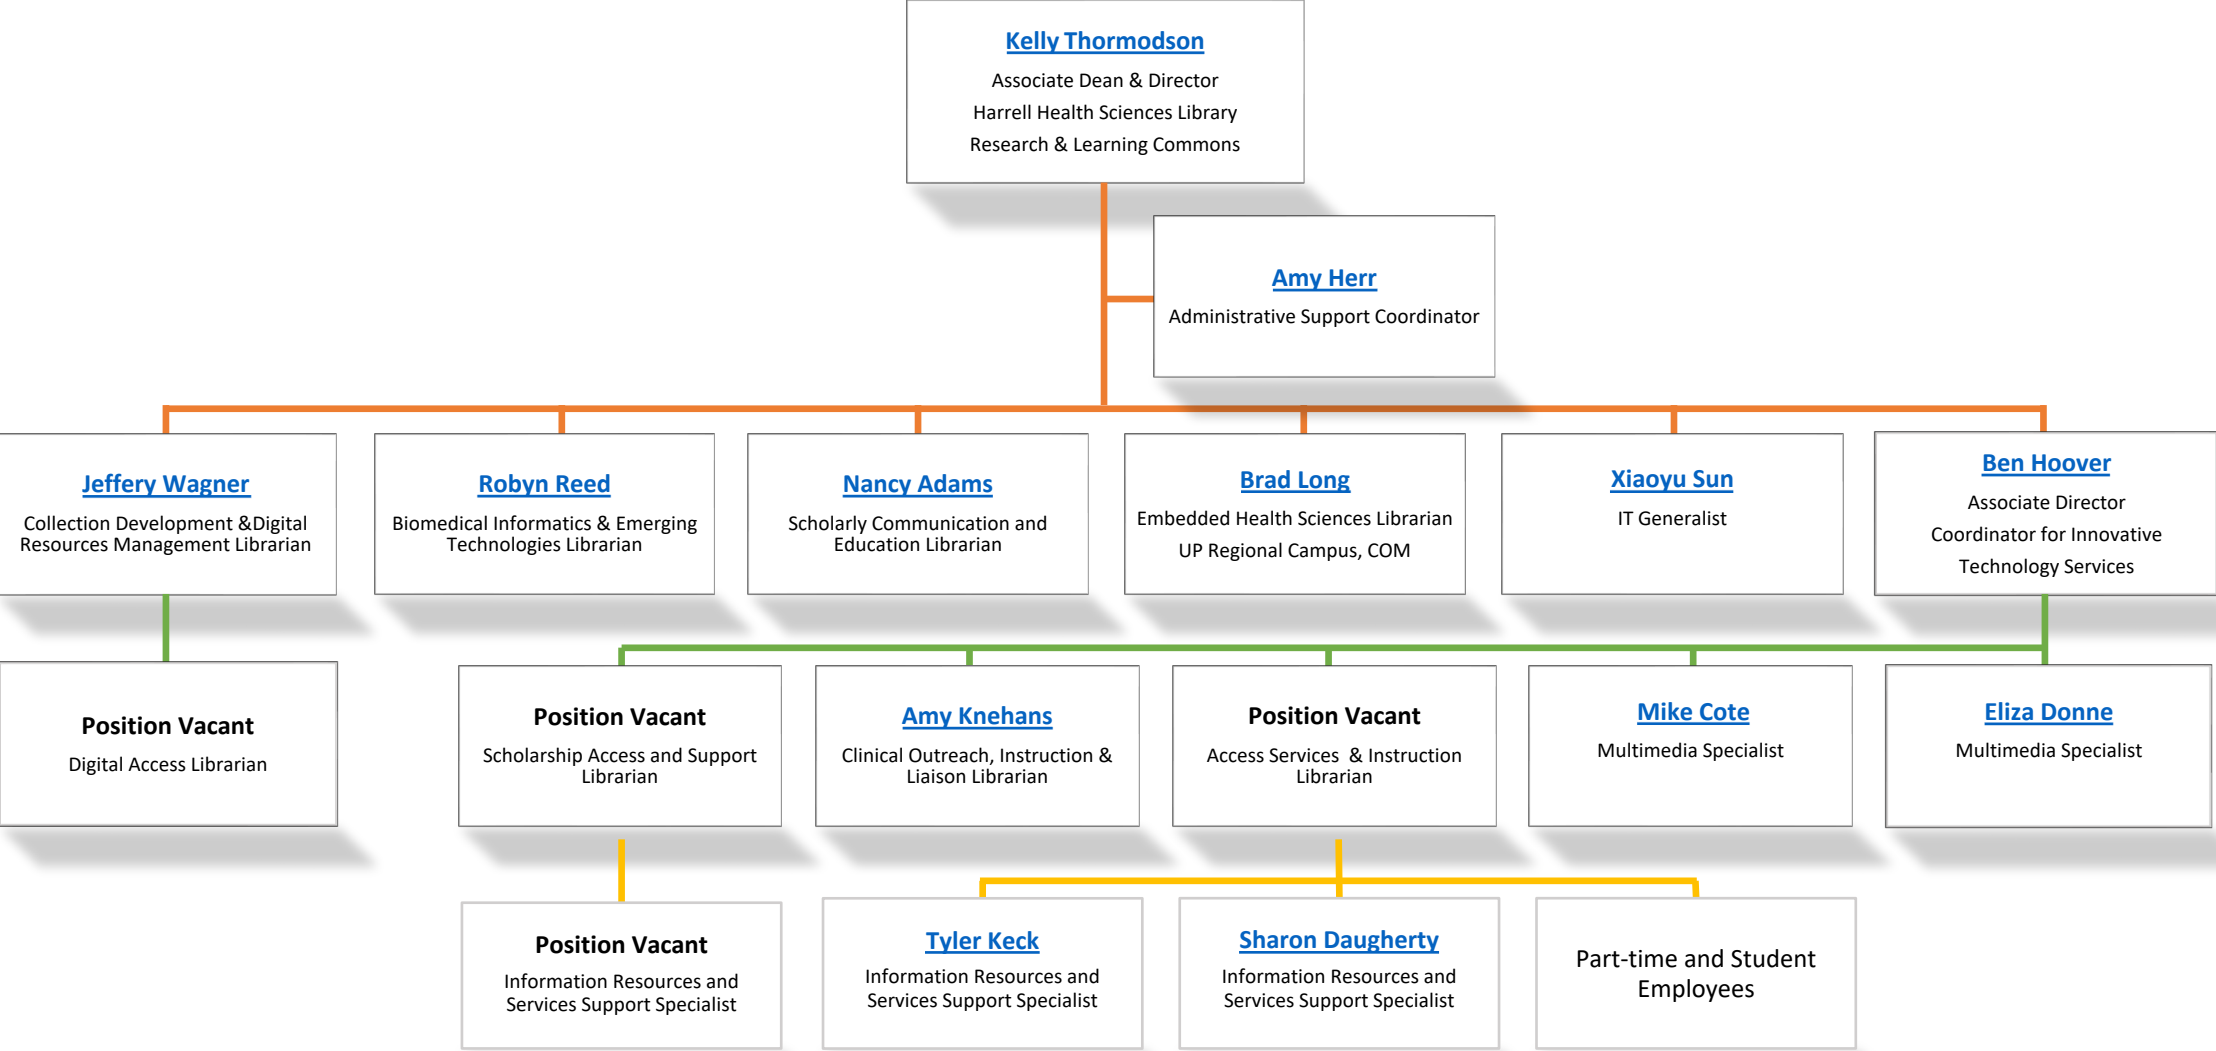 Kelly Thormodson
Associate Dean & Director
Harrell Health Sciences Library
Research & Learning Commons
Amy Herr
Administrative Support Coordinator
Jeffery Wagner
Collection Development &Digital
Resources Management Librarian
Robyn Reed
Biomedical Informatics & Emerging
Technologies Librarian
Nancy Adams
Scholarly Communication and
Education Librarian
Brad Long
Embedded Health Sciences Librarian
UP Regional Campus, COM
Xiaoyu Sun
IT Generalist
Ben Hoover
Associate Director
Coordinator for Innovative
Technology Services
Position Vacant
Digital Access Librarian
Position Vacant
Scholarship Access and Support
Librarian
Amy Knehans
Clinical Outreach, Instruction &
Liaison Librarian
Position Vacant
Access Services  & Instruction
Librarian
Mike Cote
Multimedia Specialist
Eliza Donne
Multimedia Specialist
Position Vacant
Information Resources and
Services Support Specialist
Tyler Keck
Information Resources and
Services Support Specialist
Sharon Daugherty
Information Resources and
Services Support Specialist
Part-time and Student
Employees